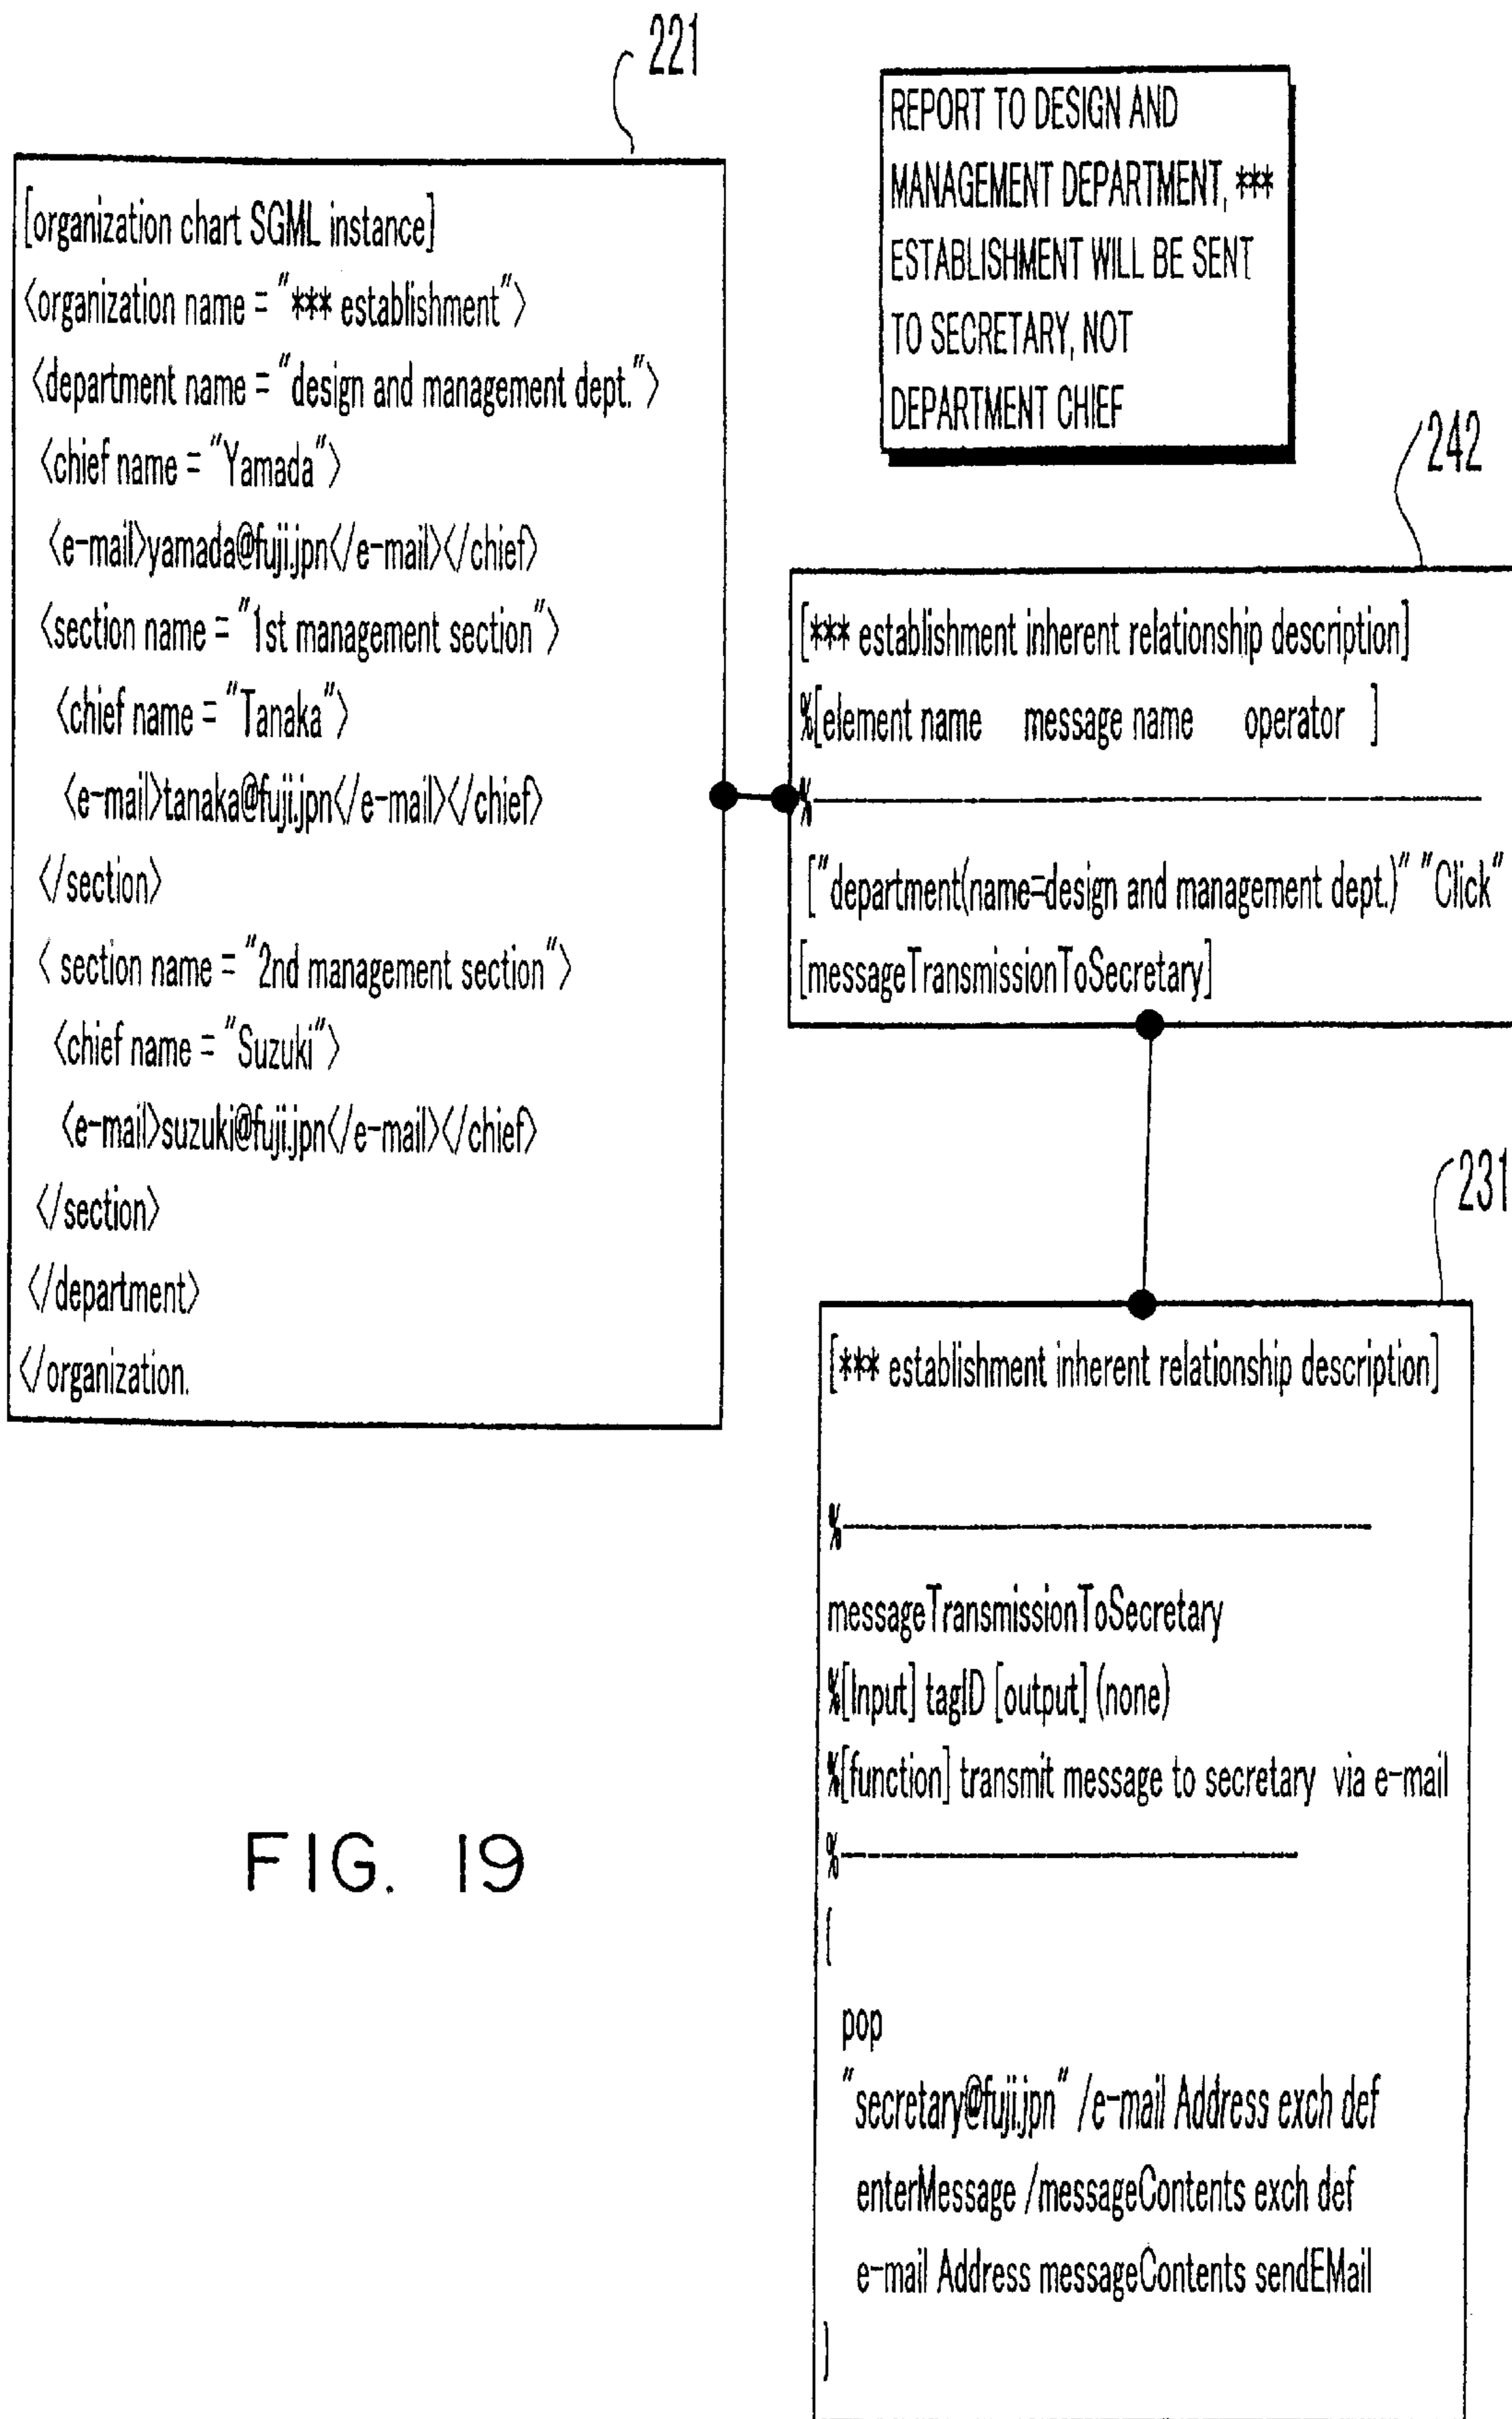 221
[organization chart SGML instance]
<organization name = "*** establishment">
<department name = "design and management dept.">
<chief name = "Yamada">
<e-mail>yamada@fuji.jpn</e-mail></chief>
<section name = "1st management section">
<chief name = "Tanaka">
<e-mail>tanaka@fuji.jpn</e-mail></chief>
</section>
< section name = "2nd management section">
<chief name = "Suzuki">
<e-mail>suzuki@fuji.jpn</e-mail></chief>
</section>
</department>
</organization.
REPORT TO DESIGN AND
MANAGEMENT DEPARTMENT, ***
ESTABLISHMENT WILL BE SENT
TO SECRETARY, NOT
DEPARTMENT CHIEF
242
[*** establishment inherent relationship description]
%[element name message name operator ]
%----------------------------------------
["department(name=design and management dept.)" "Click"
[messageTransmissionToSecretary]
231
[*** establishment inherent relationship description]
%----------------------------------------
messageTransmissionToSecretary
%[Input] tagID [output] (none)
%[function] transmit message to secretary via e-mail
%----------------------------------------
[
pop
"secretary@fuji.jpn" /e-mail Address exch def
enterMessage /messageContents exch def
e-mail Address messageContents sendEMail
]
FIG. 19